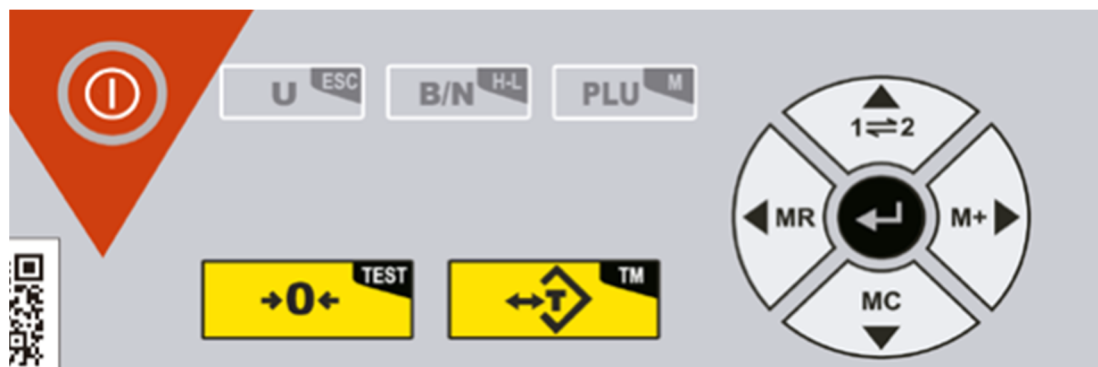 U ESC B/N H-L PLU M
1⇌2
MR M+
MC
→0← TEST ↔T TM